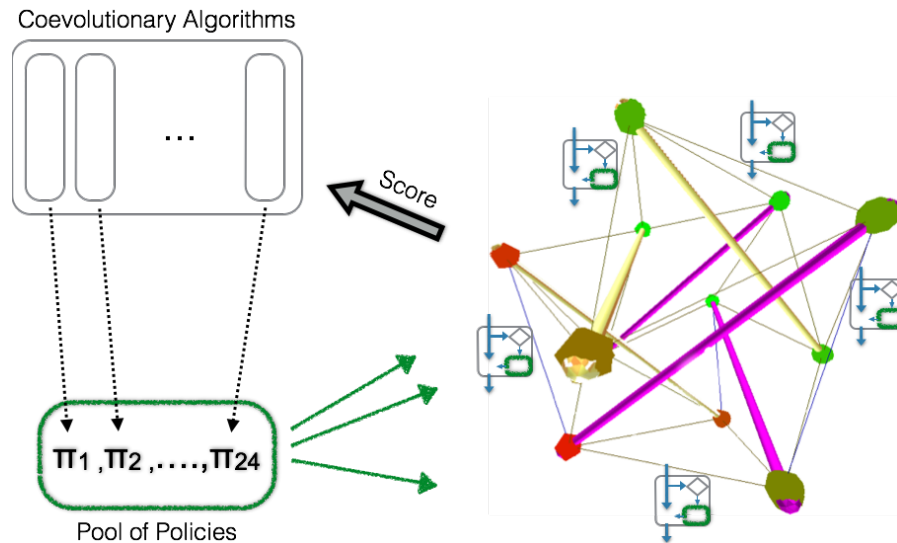 Coevolutionary Algorithms
...
Score
π1 ,π2 ,....,π24
Pool of Policies